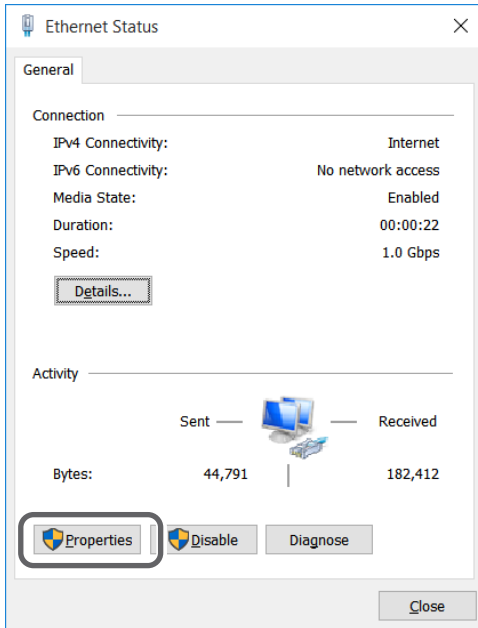 Ethernet Status
General
Connection
IPv4 Connectivity: Internet
IPv6 Connectivity: No network access
Media State: Enabled
Duration: 00:00:22
Speed: 1.0 Gbps
Details...
Activity
Sent Received
Bytes: 44,791 182,412
Properties Disable Diagnose
Close